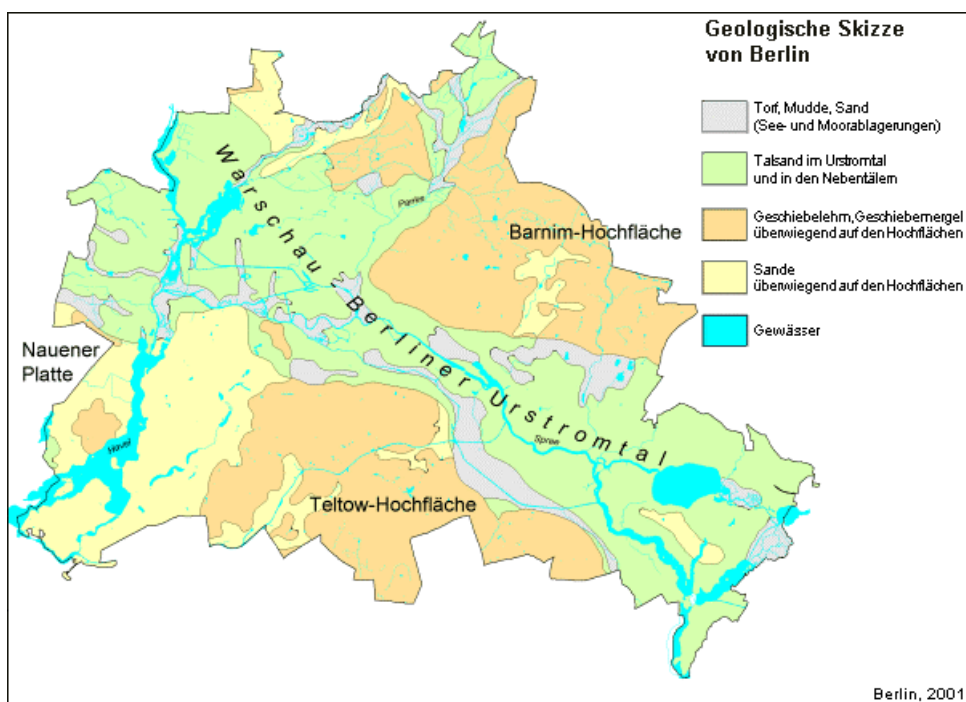 Geologische Skizze
von Berlin
Torf, Mudde, Sand
(See- und Moorablagerungen)
Talsand im Urstromtal
und in den Nebentälern
Geschiebelehm, Geschiebemergel
überwiegend auf den Hochflächen
Sande
überwiegend auf den Hochflächen
Gewässer
Warschau - Berliner Urstromtal
Panke
Barnim-Hochfläche
Nauener
Platte
Havel
Spree
Teltow-Hochfläche
Berlin, 2001